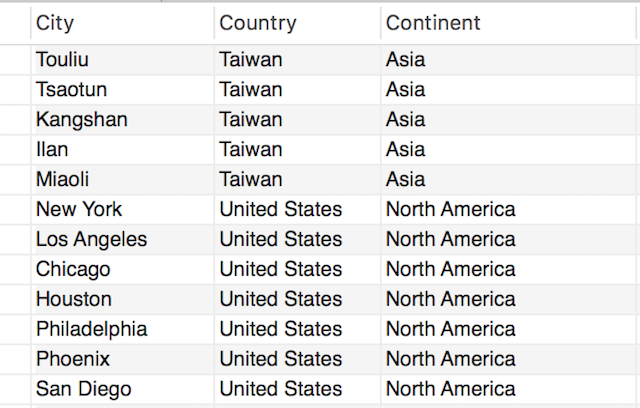 City Country Continent
Touliu Taiwan Asia
Tsaotun Taiwan Asia
Kangshan Taiwan Asia
Ilan Taiwan Asia
Miaoli Taiwan Asia
New York United States North America
Los Angeles United States North America
Chicago United States North America
Houston United States North America
Philadelphia United States North America
Phoenix United States North America
San Diego United States North America